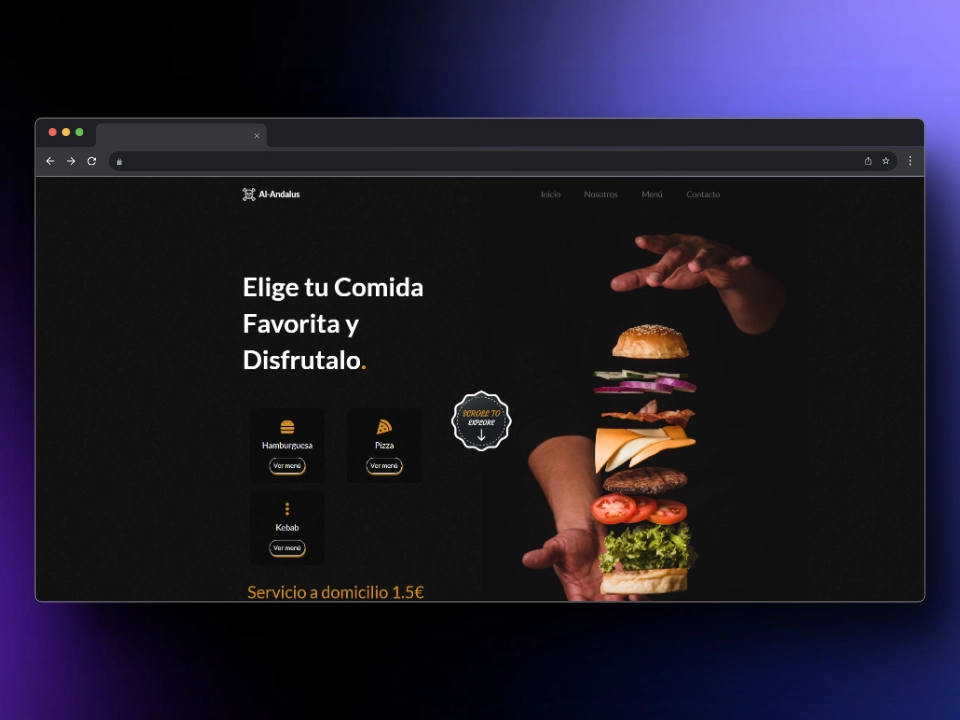 Al-Andalus
Inicio
Nosotros
Menú
Contacto
Elige tu Comida
Favorita y
Disfrutalo.
SCROLL TO
EXPLORE
Hamburguesa
Ver menú
Pizza
Ver menú
Kebab
Ver menú
Servicio a domicilio 1.5€